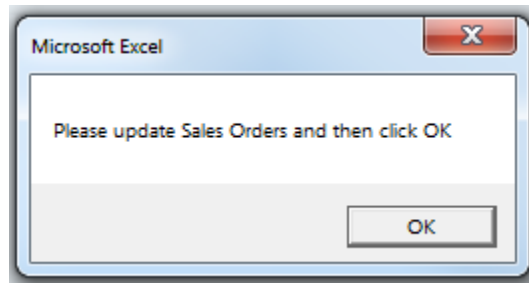 Microsoft Excel
Please update Sales Orders and then click OK
OK